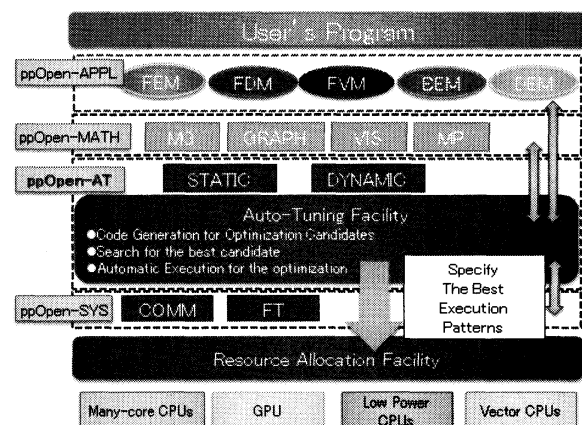 User's Program
ppOpen-APPL
FEM
FDM
FVM
BEM
DEM
ppOpen-MATH
MG
GRAPH
VIS
MP
ppOpen-AT
STATIC
DYNAMIC
Auto-Tuning Facility
●Code Generation for Optimization Candidates
●Search for the best candidate
●Automatic Execution for the optimization
Specify
The Best
Execution
Patterns
ppOpen-SYS
COMM
FT
Resource Allocation Facility
Many-core CPUs
GPU
Low Power
CPUs
Vector CPUs